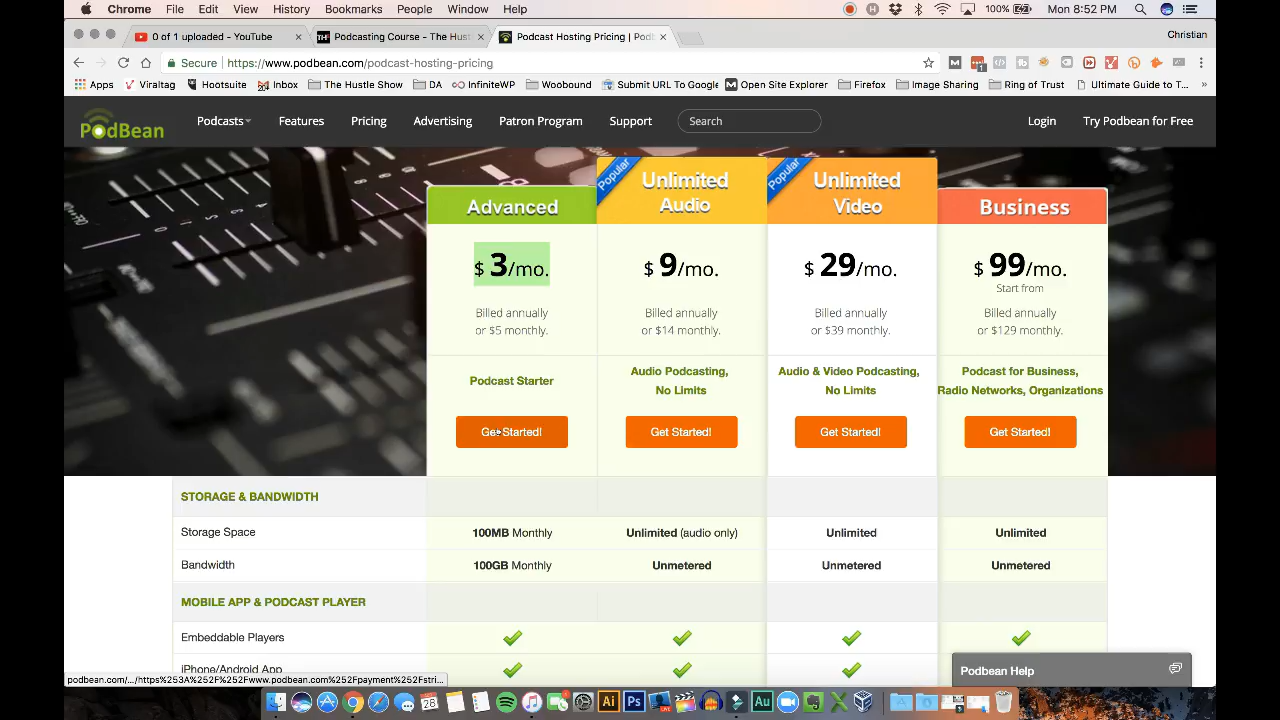 Chrome File Edit View History Bookmarks People Window Help 100% Mon 8:52 PM
0 of 1 uploaded - YouTube
Podcasting Course - The Hust
Podcast Hosting Pricing | Podb
Christian
Secure https://www.podbean.com/podcast-hosting-pricing
Apps Viraltag Hootsuite Inbox The Hustle Show DA InfiniteWP Woobound Submit URL To Google Open Site Explorer Firefox Image Sharing Ring of Trust Ultimate Guide to T...
PodBean Podcasts Features Pricing Advertising Patron Program Support Search Login Try Podbean for Free
Popular Popular
Unlimited Unlimited
Advanced Audio Video Business
$ 3/mo. $ 9/mo. $ 29/mo. $ 99/mo.
Start from
Billed annually Billed annually Billed annually Billed annually
or $5 monthly. or $14 monthly. or $39 monthly. or $129 monthly.
Podcast Starter Audio Podcasting, Audio & Video Podcasting, Podcast for Business,
No Limits No Limits Radio Networks, Organizations
Get Started! Get Started! Get Started! Get Started!
STORAGE & BANDWIDTH
Storage Space 100MB Monthly Unlimited (audio only) Unlimited Unlimited
Bandwidth 100GB Monthly Unmetered Unmetered Unmetered
MOBILE APP & PODCAST PLAYER
Embeddable Players
iPhone/Android App
Podbean Help
podbean.com/.../https%253A%252F%252Fwww.podbean.com%252Fpayment%252Fstri...
28 Ai Ps Au